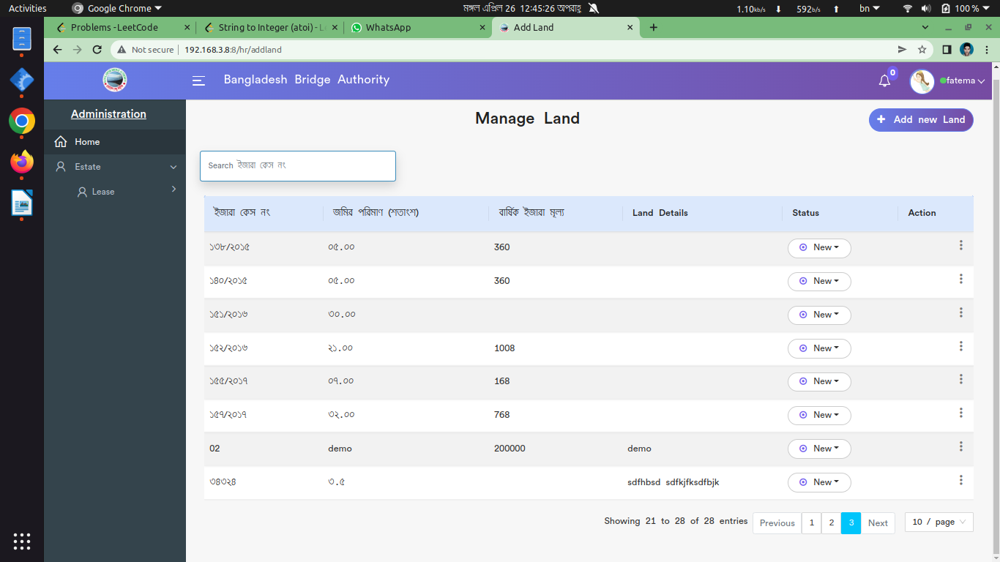 Activities Google Chrome মঙ্গল এপ্রিল 26 12:45:26 অপরাহ্ণ 1.10kb/s 592b/s bn 100 %
Problems - LeetCode String to Integer (atoi) - L WhatsApp Add Land
Not secure 192.168.3.8:8/hr/addland
Bangladesh Bridge Authority 0 fatema
Administration
Manage Land
Add new Land
Home
Estate
Lease
Search ইজারা কেস নং
ইজারা কেস নং জমির পরিমাণ (শতাংশ) বার্ষিক ইজারা মূল্য Land Details Status Action
১৩৮/২০১৫ ০৫.০০ 360 New
১৪০/২০১৫ ০৫.০০ 360 New
১৫১/২০১৬ ৩০.০০ New
১৫২/২০১৬ ২১.০০ 1008 New
১৫৫/২০১৭ ০৭.০০ 168 New
১৫৭/২০১৭ ৩২.০০ 768 New
02 demo 200000 demo New
৩৪৩২৪ ৩.৫ sdfhbsd sdfkjfksdfbjk New
Showing 21 to 28 of 28 entries Previous 1 2 3 Next 10 / page